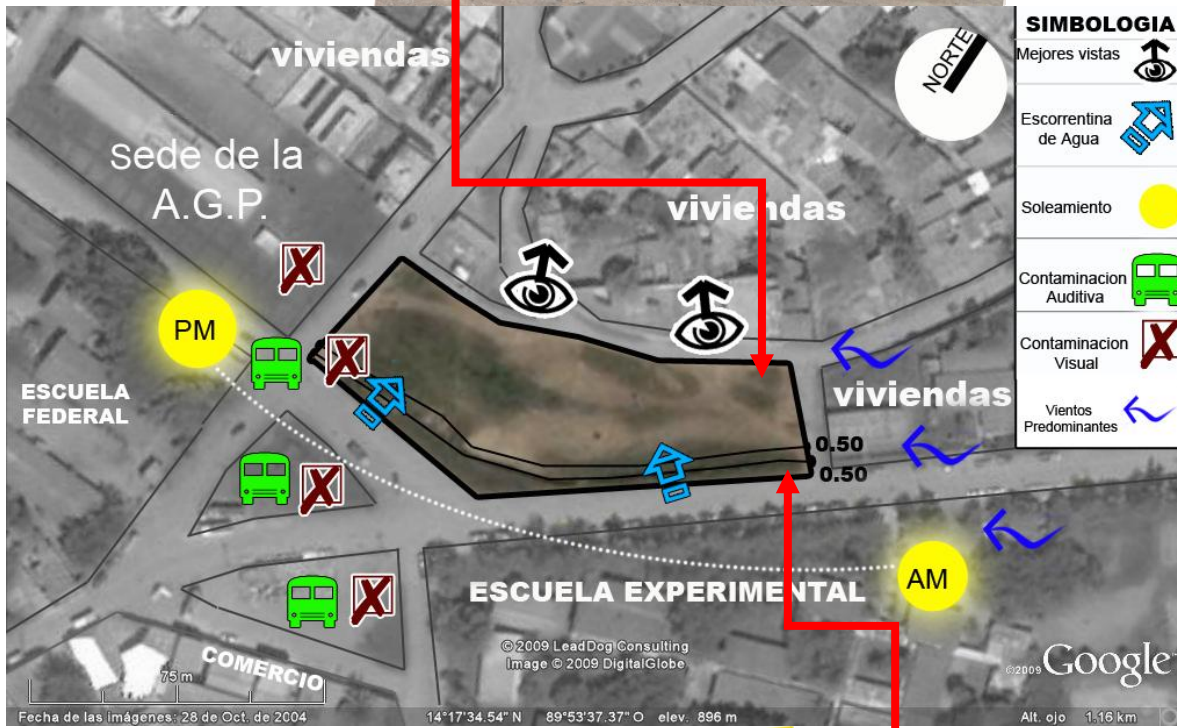 viviendas
Sede de la
A.G.P.
viviendas
NORTE
SIMBOLOGIA
Mejores vistas
Escorrentina
de Agua
Soleamiento
Contaminacion
Auditiva
Contaminacion
Visual
Vientos
Predominantes
PM
ESCUELA
FEDERAL
viviendas
0.50
0.50
AM
ESCUELA EXPERIMENTAL
COMERCIO
© 2009 LeadDog Consulting
Image © 2009 DigitalGlobe
©2009 Google
75 m
Fecha de las imágenes: 28 de Oct. de 2004
14°17'34.54" N 89°53'37.37" O elev. 896 m
Alt. ojo 1.16 km